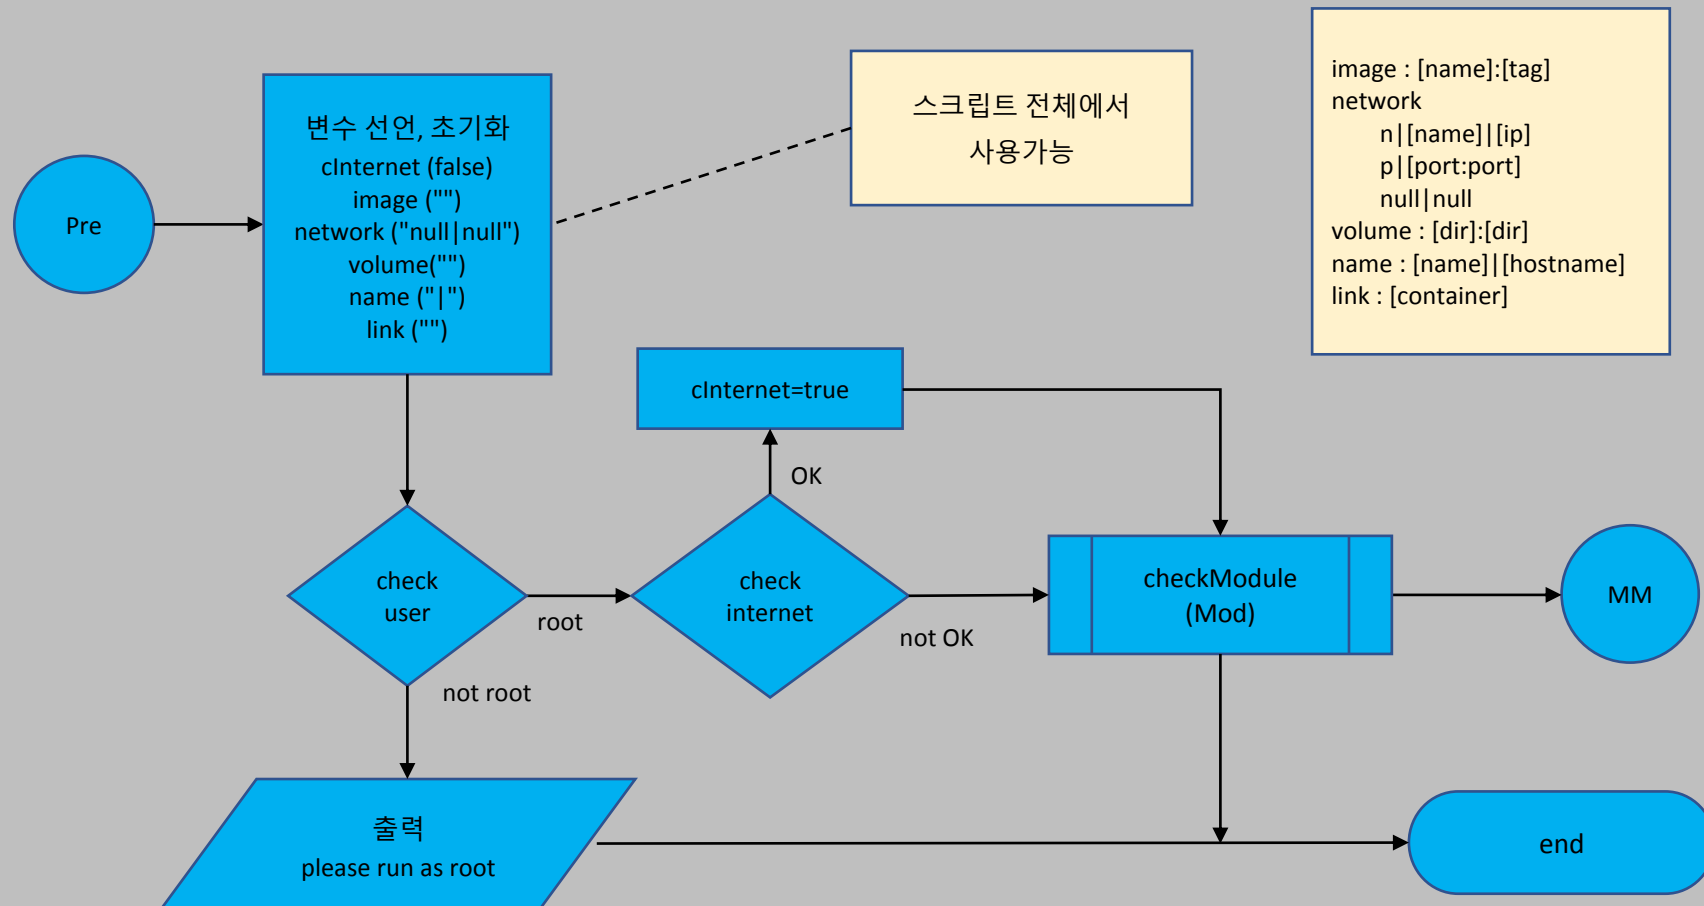 Pre
변수 선언, 초기화
cInternet (false)
image ("")
network ("null|null")
volume("")
name ("|")
link ("")
스크립트 전체에서
사용가능
image : [name]:[tag]
network
n|[name]|[ip]
p|[port:port]
null|null
volume : [dir]:[dir]
name : [name]|[hostname]
link : [container]
cInternet=true
OK
check
user
root
not root
check
internet
not OK
checkModule
(Mod)
MM
출력
please run as root
end